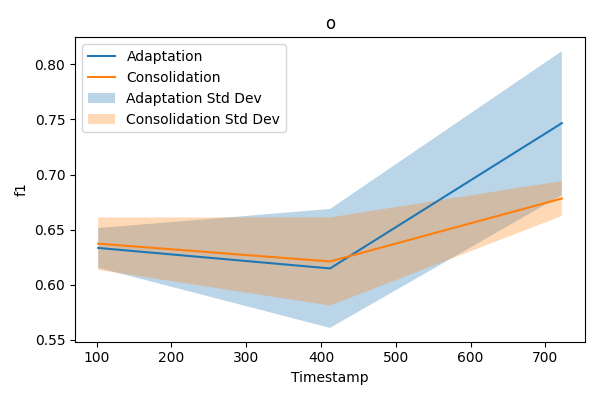 o
Adaptation
Consolidation
Adaptation Std Dev
Consolidation Std Dev
f1
0.80
0.75
0.70
0.65
0.60
0.55
100 200 300 400 500 600 700
Timestamp